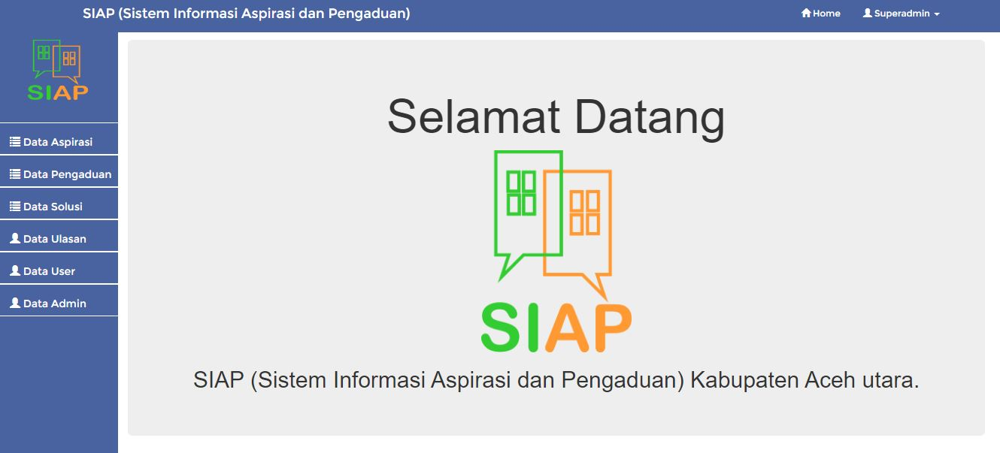 SIAP (Sistem Informasi Aspirasi dan Pengaduan)
Home
Superadmin
SIAP
Data Aspirasi
Data Pengaduan
Data Solusi
Data Ulasan
Data User
Data Admin
Selamat Datang
SIAP
SIAP (Sistem Informasi Aspirasi dan Pengaduan) Kabupaten Aceh utara.